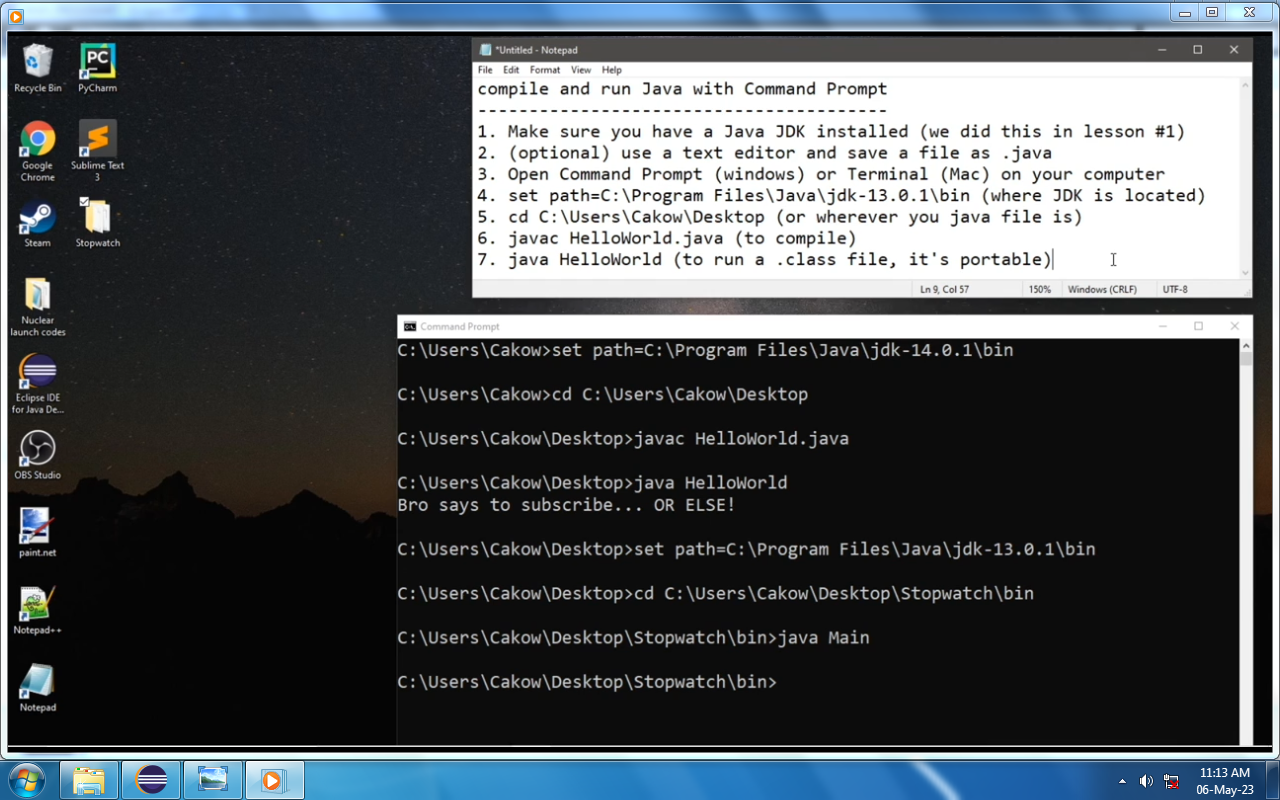 Recycle Bin
PyCharm
Google
Chrome
Sublime Text
3
Steam
Stopwatch
Nuclear
launch codes
Eclipse IDE
for Java De...
OBS Studio
paint.net
Notepad++
Notepad
*Untitled - Notepad
File Edit Format View Help
compile and run Java with Command Prompt
----------------------------------------
1. Make sure you have a Java JDK installed (we did this in lesson #1)
2. (optional) use a text editor and save a file as .java
3. Open Command Prompt (windows) or Terminal (Mac) on your computer
4. set path=C:\Program Files\Java\jdk-13.0.1\bin (where JDK is located)
5. cd C:\Users\Cakow\Desktop (or wherever you java file is)
6. javac HelloWorld.java (to compile)
7. java HelloWorld (to run a .class file, it's portable)
Ln 9, Col 57 150% Windows (CRLF) UTF-8
Command Prompt
C:\Users\Cakow>set path=C:\Program Files\Java\jdk-14.0.1\bin
C:\Users\Cakow>cd C:\Users\Cakow\Desktop
C:\Users\Cakow\Desktop>javac HelloWorld.java
C:\Users\Cakow\Desktop>java HelloWorld
Bro says to subscribe... OR ELSE!
C:\Users\Cakow\Desktop>set path=C:\Program Files\Java\jdk-13.0.1\bin
C:\Users\Cakow\Desktop>cd C:\Users\Cakow\Desktop\Stopwatch\bin
C:\Users\Cakow\Desktop\Stopwatch\bin>java Main
C:\Users\Cakow\Desktop\Stopwatch\bin>
11:13 AM
06-May-23